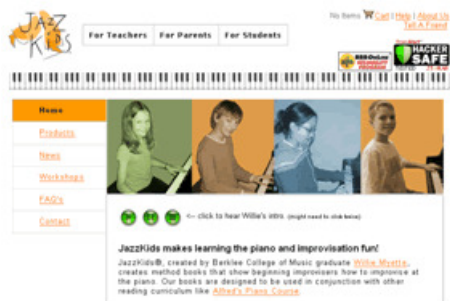 JAZZ
KIDS
For Teachers
For Parents
For Students
No Items Cart | Help | About Us
Tell A Friend
BBB OnLine
HACKER
SAFE
Home
Products
News
Workshops
FAQ's
Contact
<-- click to hear Willie's intro (might need to click twice)
JazzKids makes learning the piano and improvisation fun!
JazzKids®, created by Berklee College of Music graduate Willie Myette,
creates method books that show beginning improvisers how to improvise at
the piano. Our books are designed to be used in conjunction with other
reading curriculum like Alfred's Piano Course.